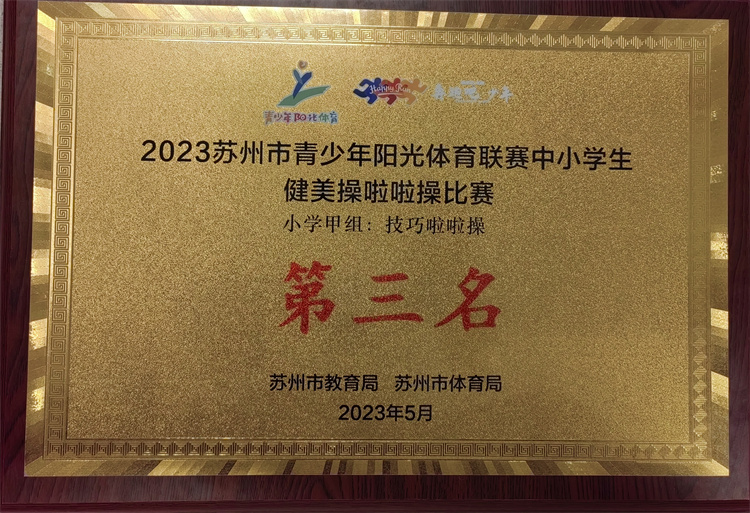 青少年阳光体育
Happy Run
2023苏州市青少年阳光体育联赛中小学生
健美操啦啦操比赛
小学甲组：技巧啦啦操
第三名
苏州市教育局 苏州市体育局
2023年5月